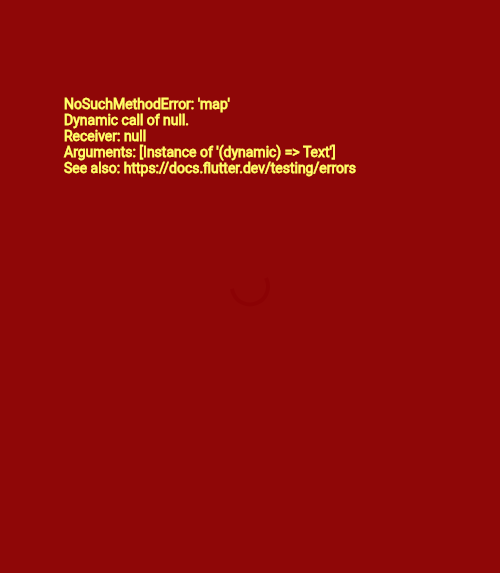 NoSuchMethodError: 'map'
Dynamic call of null.
Receiver: null
Arguments: [Instance of '(dynamic) => Text']
See also: https://docs.flutter.dev/testing/errors